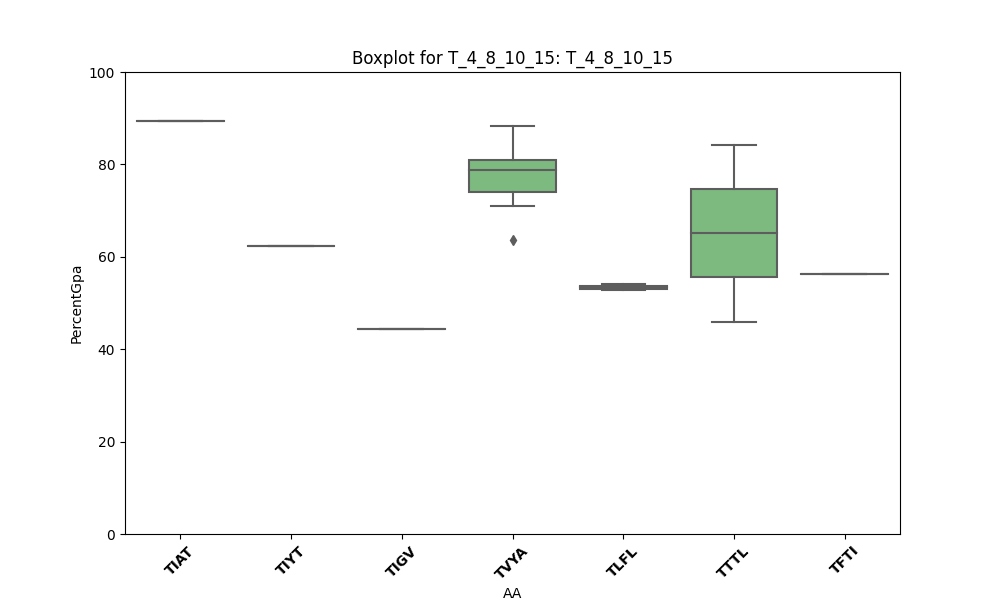 Boxplot for T_4_8_10_15: T_4_8_10_15
100
80
60
40
20
0
PercentGpa
TIAT
TIYT
TIGV
TVYA
TLFL
TTTL
TFTI
AA